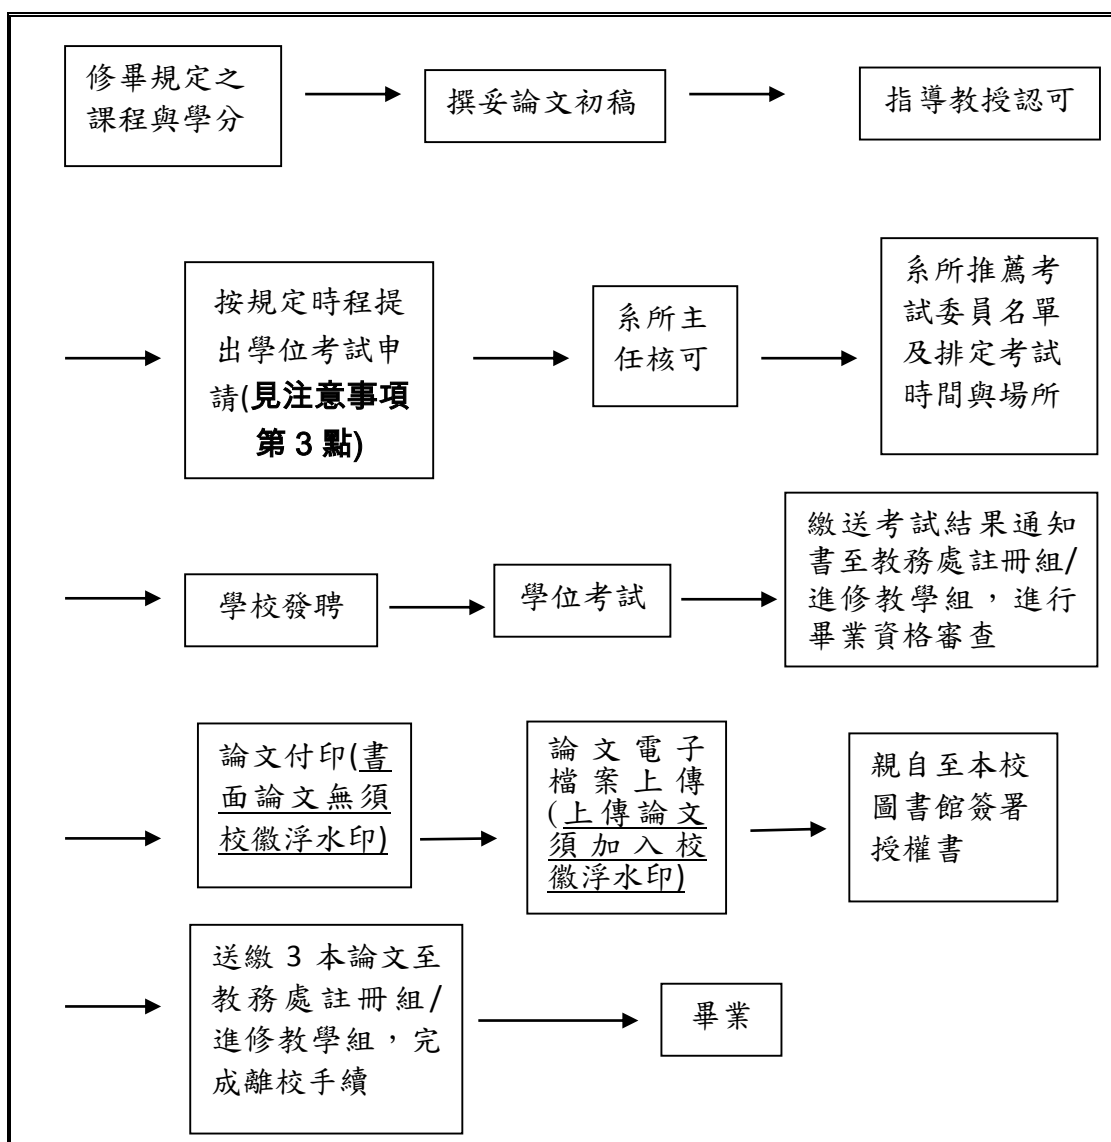 修畢規定之
課程與學分
撰妥論文初稿
指導教授認可
按規定時程提
出學位考試申
請(見注意事項
第 3 點)
系所主
任核可
系所推薦考
試委員名單
及排定考試
時間與場所
學校發聘
學位考試
繳送考試結果通知
書至教務處註冊組/
進修教學組，進行
畢業資格審查
論文付印(書
面論文無須
校徽浮水印)
論文電子
檔案上傳
(上傳論文
須加入校
徽浮水印)
親自至本校
圖書館簽署
授權書
送繳 3 本論文至
教務處註冊組/
進修教學組，完
成離校手續
畢業